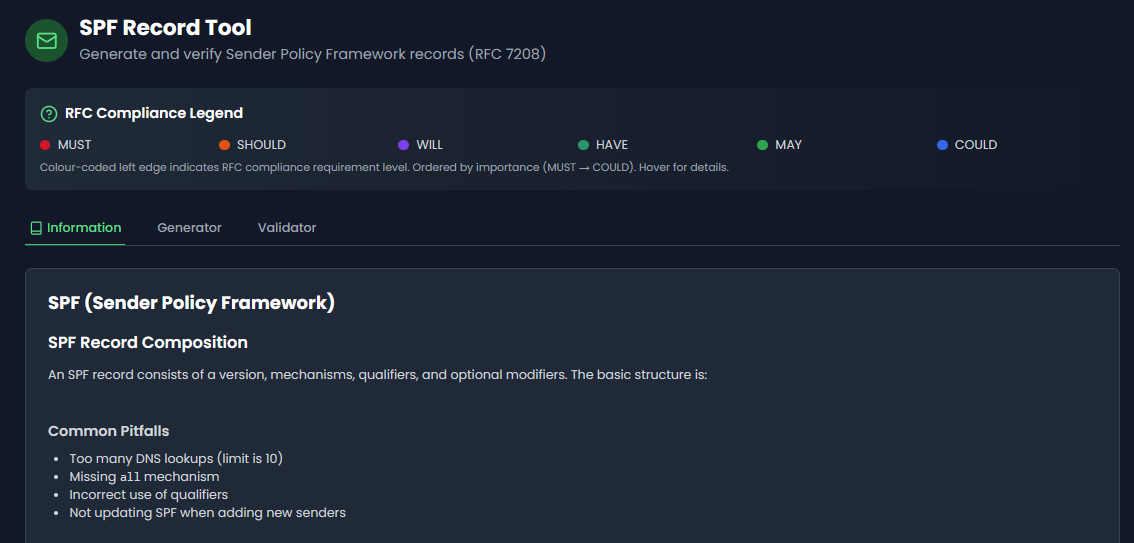 SPF Record Tool
Generate and verify Sender Policy Framework records (RFC 7208)
RFC Compliance Legend
MUST SHOULD WILL HAVE MAY COULD
Colour-coded left edge indicates RFC compliance requirement level. Ordered by importance (MUST → COULD). Hover for details.
Information Generator Validator
SPF (Sender Policy Framework)
SPF Record Composition
An SPF record consists of a version, mechanisms, qualifiers, and optional modifiers. The basic structure is:
Common Pitfalls
• Too many DNS lookups (limit is 10)
• Missing all mechanism
• Incorrect use of qualifiers
• Not updating SPF when adding new senders